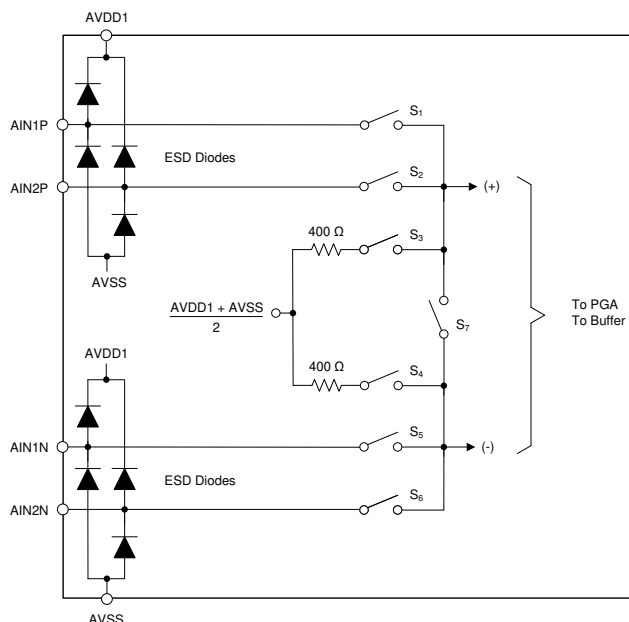 AVDD1
AIN1P
S1
ESD Diodes
S2
AIN2P
(+)
400 Ω
S3
AVSS
AVDD1 + AVSS
2
S7
To PGA
To Buffer
AVDD1
400 Ω
S4
AIN1N
S5
(-)
ESD Diodes
S6
AIN2N
AVSS